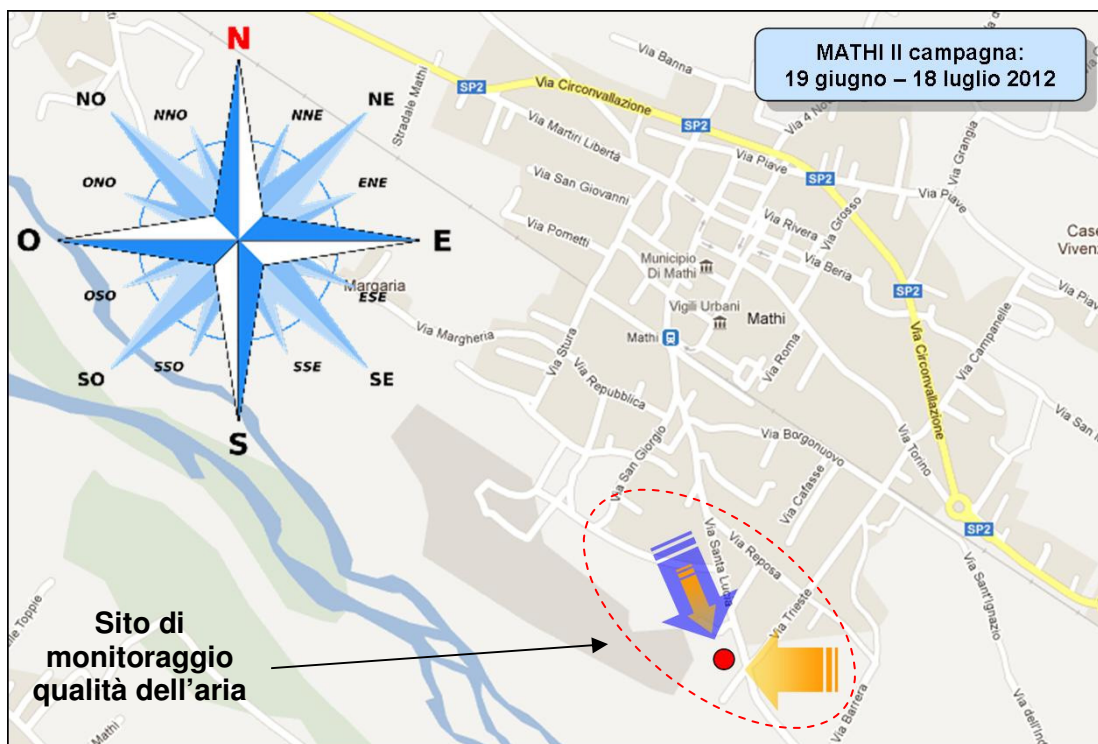 MATHI II campagna:
19 giugno – 18 luglio 2012
N
NO
NE
NNO
NNE
ONO
ENE
O
E
OSO
ESE
SSO
SSE
SO
SE
S
Margaria
Stradale Mathi
SP2
Via Circonvallazione
Via Banna
SP2
Via Martiri Libertà
Via Piave
SP2
Via Grangia
Via Piave
Via San Giovanni
Via Pometti
Via Rivera
Via Grosso
Via Beria
Municipio
Di Mathi
Vigili Urbani
Mathi
Mathi
SP2
Via Circonvallazione
Via Campanelle
Via Margheria
Via Stura
Via Repubblica
Via Roma
Via San Giorgio
Via Borgonuovo
Via Cafasse
Via Torino
SP2
Via Santa Lucia
Via Reposa
Via Trieste
Via Sant'Ignazio
Via Barrera
Sito di
monitoraggio
qualità dell'aria